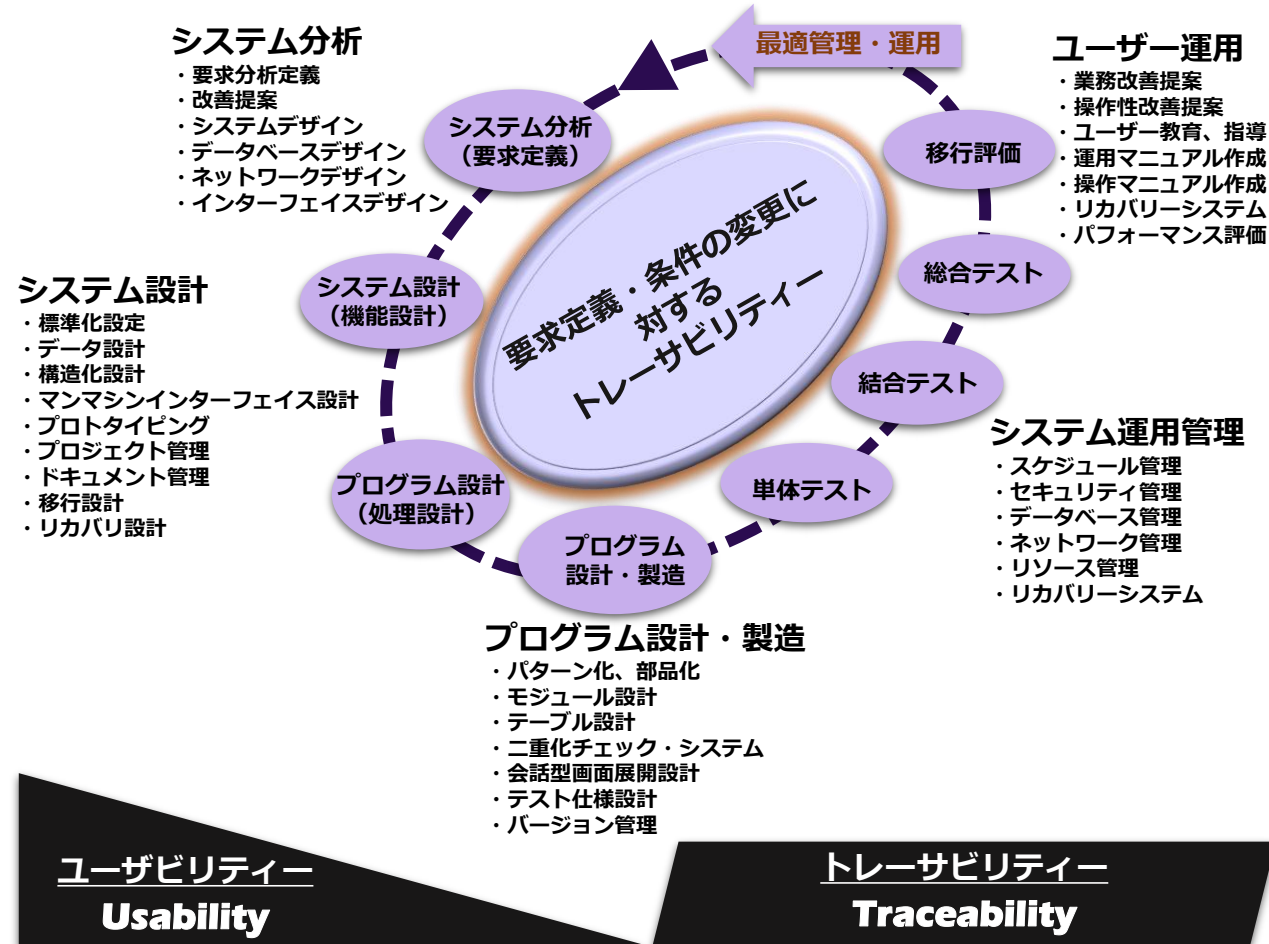 システム分析
・要求分析定義
・改善提案
・システムデザイン
・データベースデザイン
・ネットワークデザイン
・インターフェイスデザイン
最適管理・運用
ユーザー運用
・業務改善提案
・操作性改善提案
・ユーザー教育、指導
・運用マニュアル作成
・操作マニュアル作成
・リカバリーシステム
・パフォーマンス評価
システム分析
（要求定義）
移行評価
システム設計
（機能設計）
総合テスト
要求定義・条件の変更に
対する
トレーサビリティー
結合テスト
プログラム設計
（処理設計）
単体テスト
プログラム
設計・製造
システム設計
・標準化設定
・データ設計
・構造化設計
・マンマシンインターフェイス設計
・プロトタイピング
・プロジェクト管理
・ドキュメント管理
・移行設計
・リカバリ設計
システム運用管理
・スケジュール管理
・セキュリティ管理
・データベース管理
・ネットワーク管理
・リソース管理
・リカバリーシステム
プログラム設計・製造
・パターン化、部品化
・モジュール設計
・テーブル設計
・二重化チェック・システム
・会話型画面展開設計
・テスト仕様設計
・バージョン管理
ユーザビリティー
Usability
トレーサビリティー
Traceability